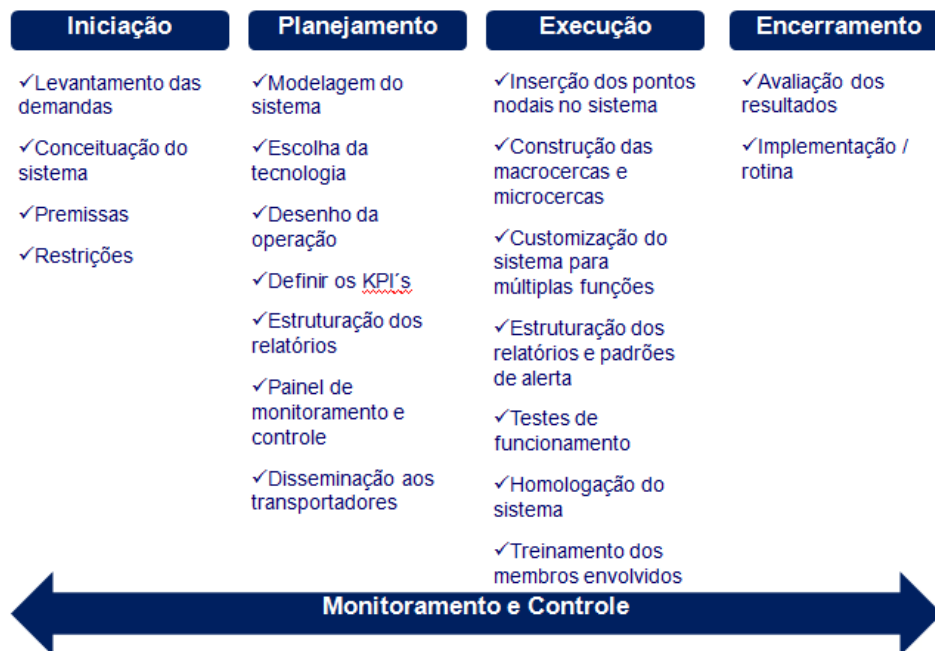 Iniciação
✓Levantamento das
demandas
✓Conceituação do
sistema
✓Premissas
✓Restrições
Planejamento
✓Modelagem do
sistema
✓Escolha da
tecnologia
✓Desenho da
operação
✓Definir os KPI´s
✓Estruturação dos
relatórios
✓Painel de
monitoramento e
controle
✓Disseminação aos
transportadores
Execução
✓Inserção dos pontos
nodais no sistema
✓Construção das
macrocercas e
microcercas
✓Customização do
sistema para
múltiplas funções
✓Estruturação dos
relatórios e padrões
de alerta
✓Testes de
funcionamento
✓Homologação do
sistema
✓Treinamento dos
membros envolvidos
Encerramento
✓Avaliação dos
resultados
✓Implementação /
rotina
Monitoramento e Controle